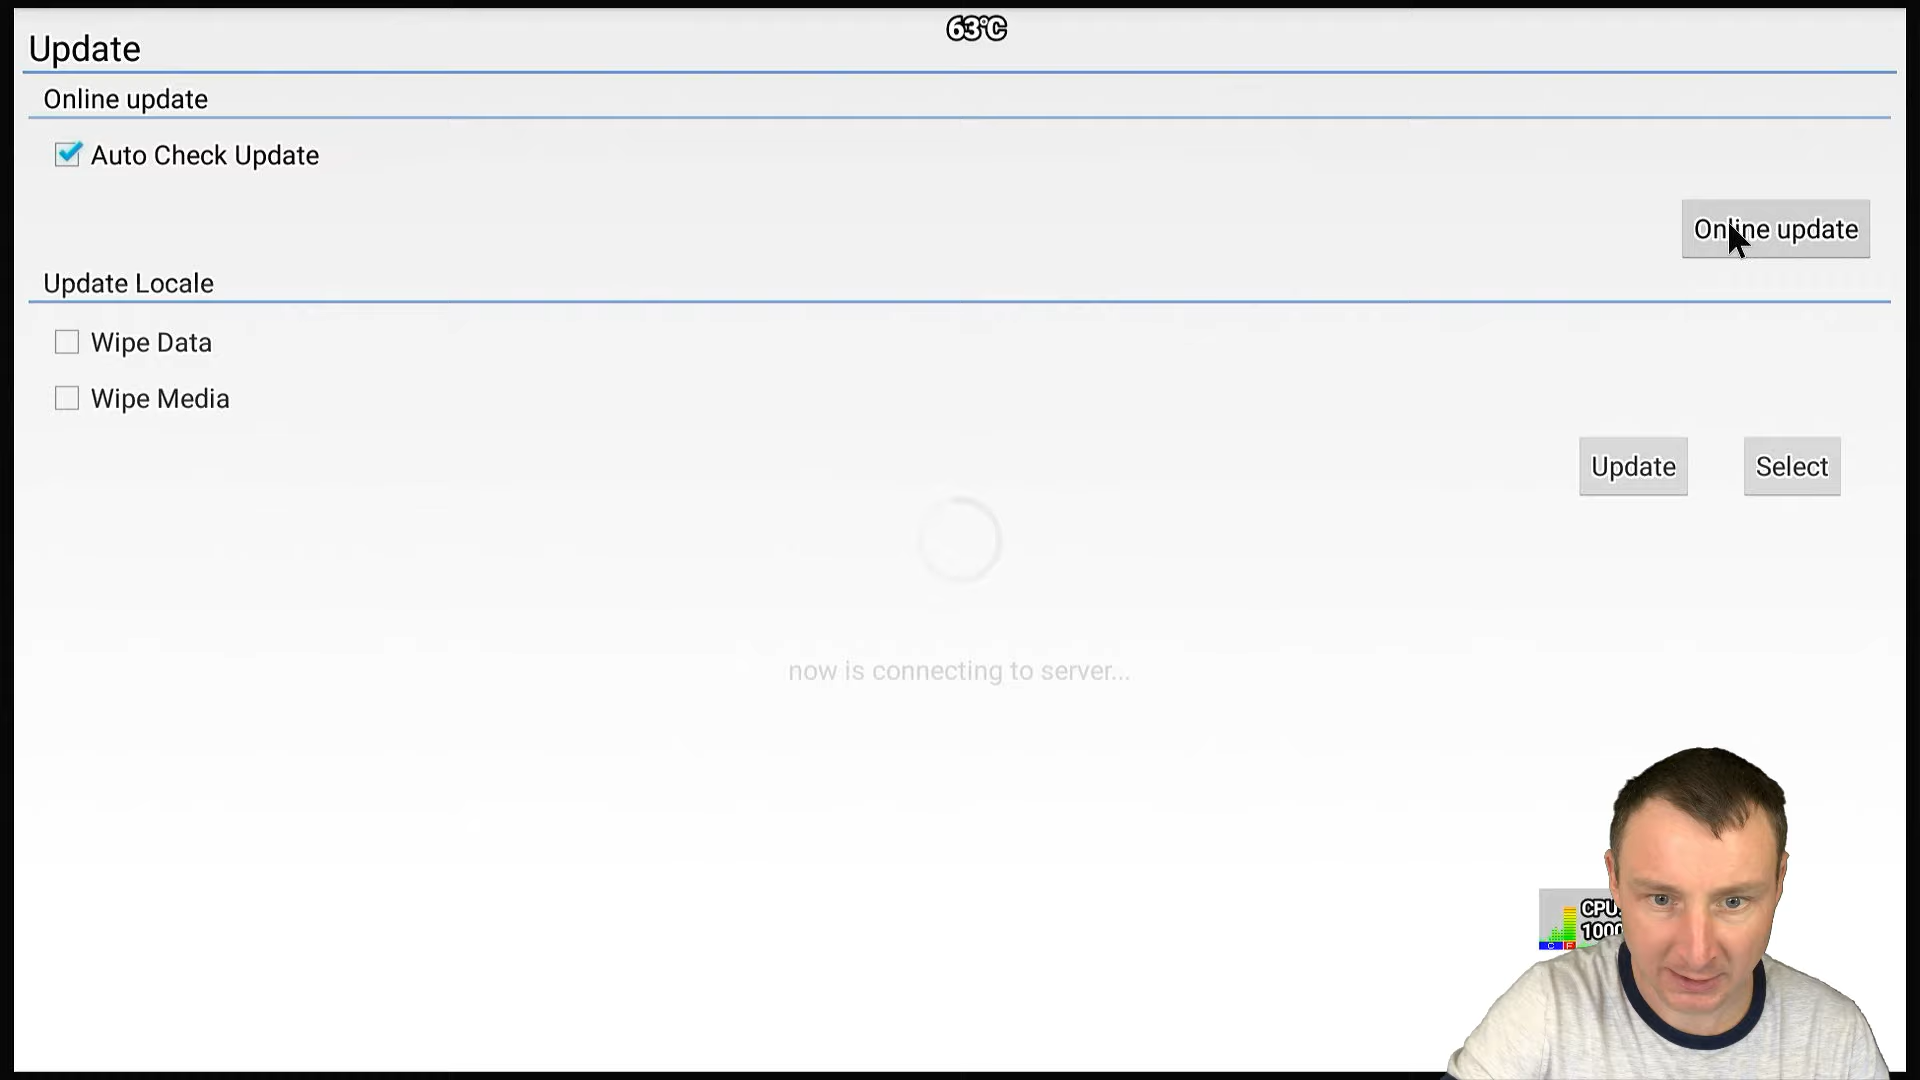 63°C
Update
Online update
Auto Check Update
Online update
Update Locale
Wipe Data
Wipe Media
Update
Select
now is connecting to server...
CPU
1000